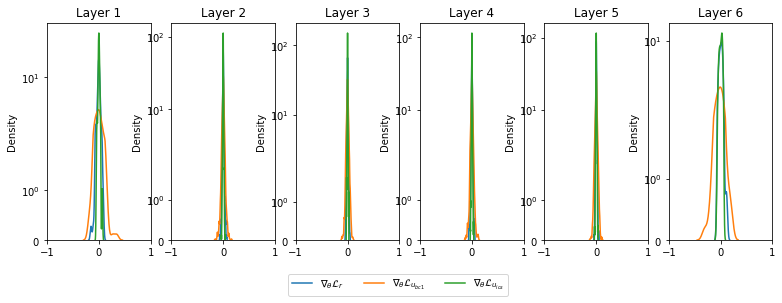 Layer 1 Layer 2 Layer 3 Layer 4 Layer 5 Layer 6
Density Density Density Density Density Density
10¹ 10² 10² 10² 10² 10¹
10¹ 10¹ 10¹ 10¹
10⁰ 10⁰ 10⁰ 10⁰ 10⁰ 10⁰
0 0 0 0 0 0
−1 0 1 −1 0 1 −1 0 1 −1 0 1 −1 0 1 −1 0 1
∇θℒr ∇θℒu_bc1 ∇θℒu_ics